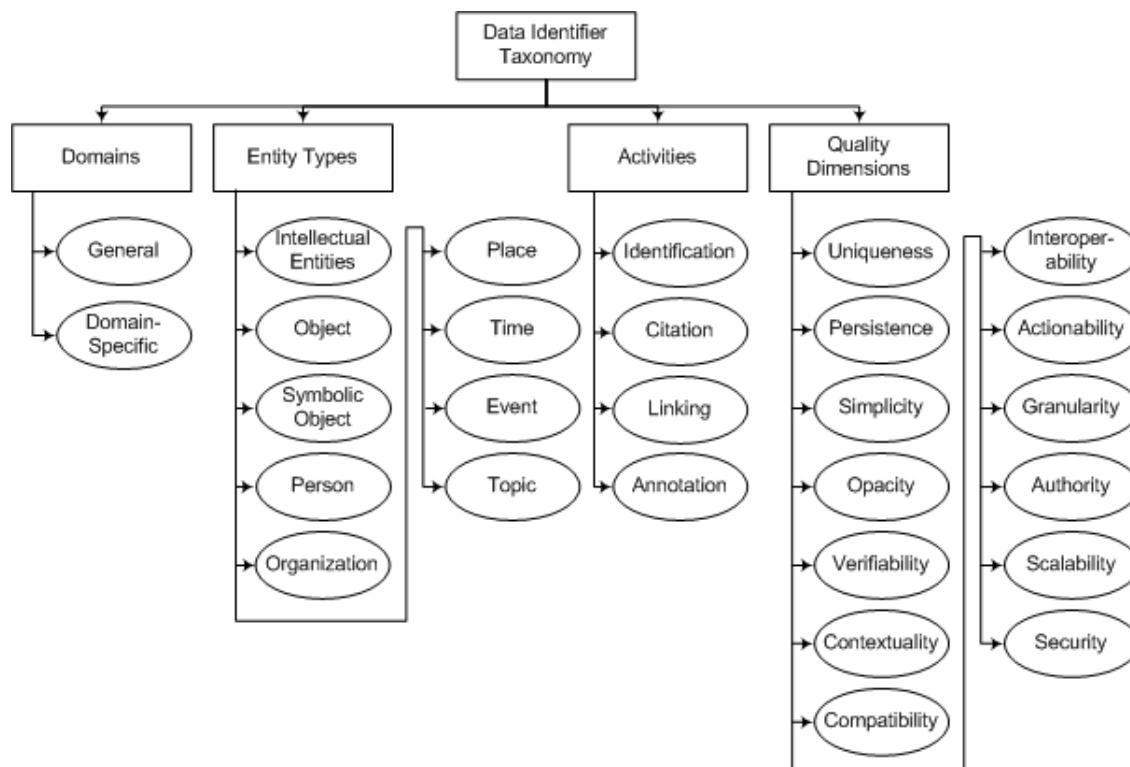 Data Identifier
Taxonomy
Domains
Entity Types
Activities
Quality
Dimensions
General
Domain-
Specific
Intellectual
Entities
Object
Symbolic
Object
Person
Organization
Place
Time
Event
Topic
Identification
Citation
Linking
Annotation
Uniqueness
Persistence
Simplicity
Opacity
Verifiability
Contextuality
Compatibility
Interoper-
ability
Actionability
Granularity
Authority
Scalability
Security